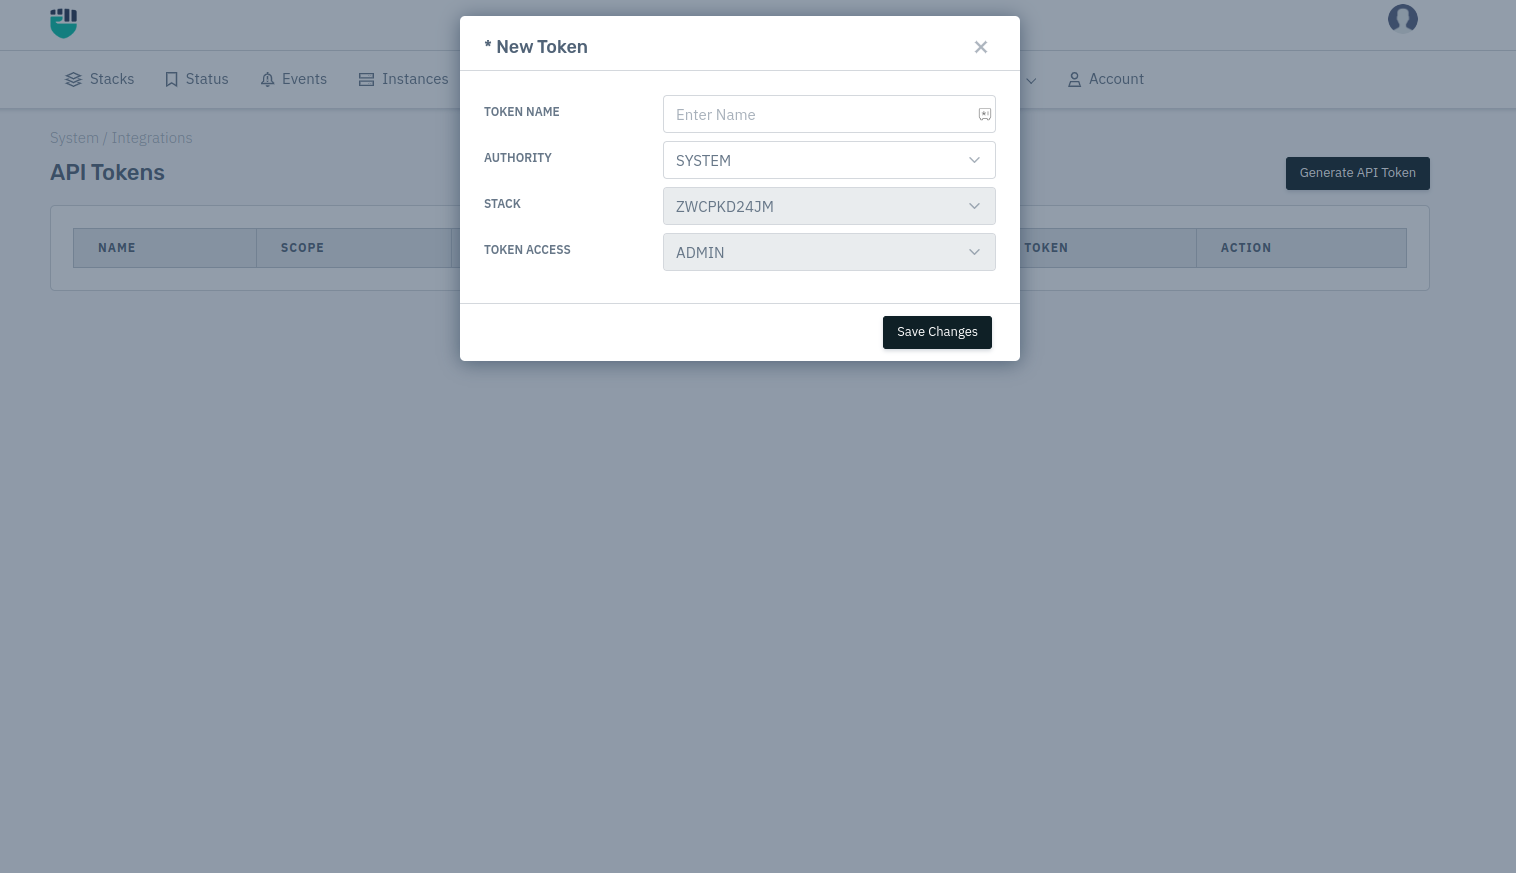 * New Token
Stacks
Status
Events
Instances
Account
TOKEN NAME
Enter Name
AUTHORITY
SYSTEM
STACK
ZWCPKD24JM
TOKEN ACCESS
ADMIN
Save Changes
System / Integrations
API Tokens
Generate API Token
NAME
SCOPE
TOKEN
ACTION